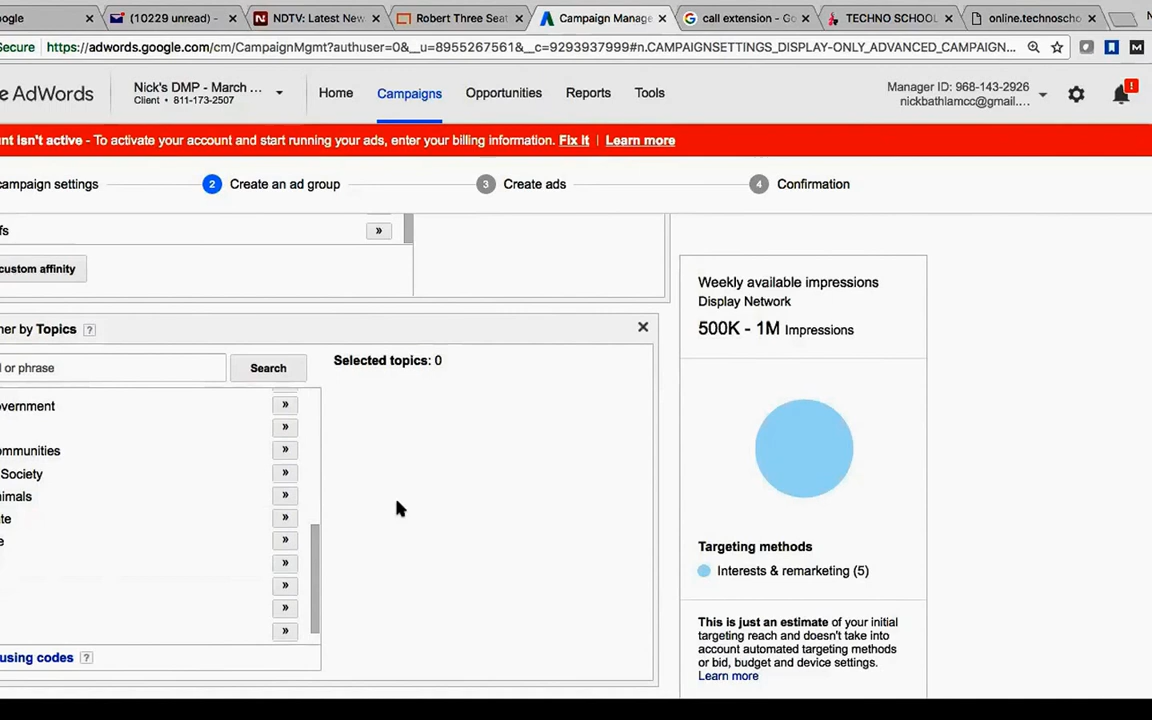 ogle
(10229 unread) -
NDTV: Latest New
Robert Three Seat
Campaign Manage
call extension - Go
TECHNO SCHOOL
online.technoscho
Secure https://adwords.google.com/cm/CampaignMgmt?authuser=0&__u=8955267561&__c=9293937999#n.CAMPAIGNSETTINGS_DISPLAY-ONLY_ADVANCED_CAMPAIGN...
e AdWords
Nick's DMP - March ...
Client • 811-173-2507
Home Campaigns Opportunities Reports Tools
Manager ID: 968-143-2926
nickbathlamcc@gmail....
!
nt isn't active - To activate your account and start running your ads, enter your billing information. Fix it | Learn more
campaign settings
2 Create an ad group
3 Create ads
4 Confirmation
fs »
custom affinity
ner by Topics ?
l or phrase Search
Selected topics: 0
overnment »
»
mmunities »
Society »
nimals »
te »
e »
»
»
»
»
using codes ?
Weekly available impressions
Display Network
500K - 1M Impressions
Targeting methods
Interests & remarketing (5)
This is just an estimate of your initial
targeting reach and doesn't take into
account automated targeting methods
or bid, budget and device settings.
Learn more